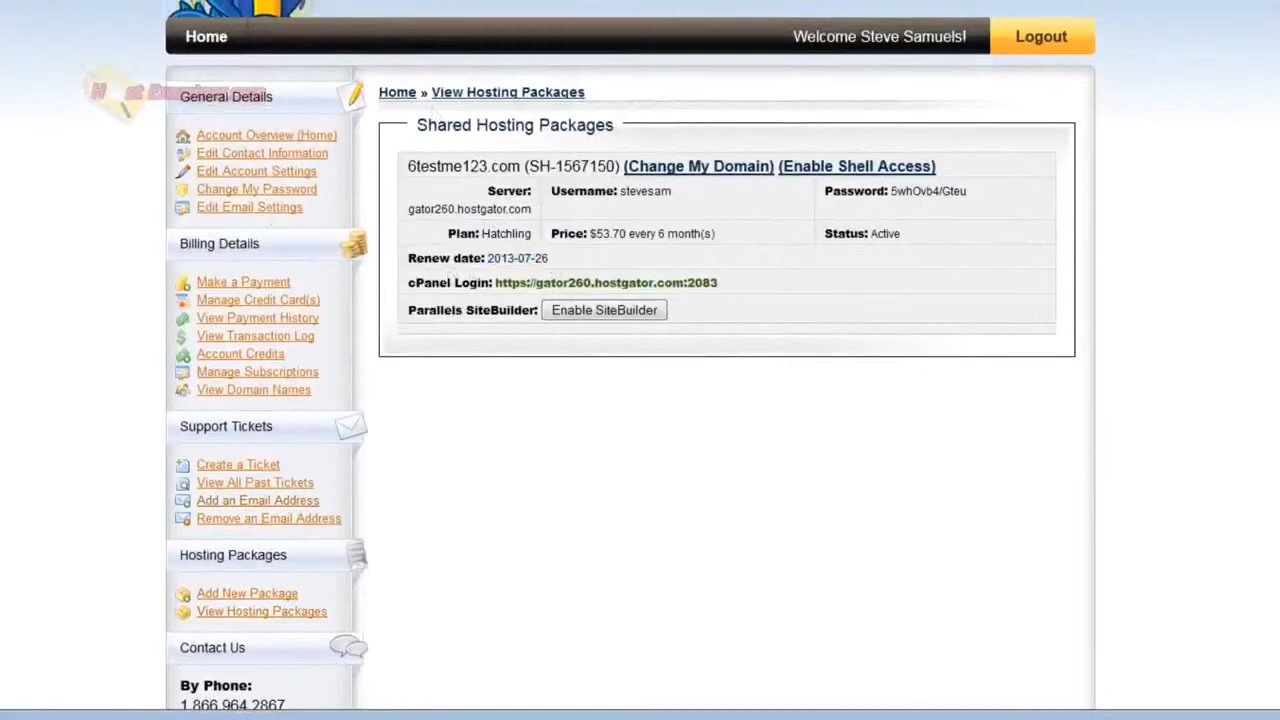 Home
Welcome Steve Samuels!
Logout
General Details
Account Overview (Home)
Edit Contact Information
Edit Account Settings
Change My Password
Edit Email Settings
Billing Details
Make a Payment
Manage Credit Card(s)
View Payment History
View Transaction Log
Account Credits
Manage Subscriptions
View Domain Names
Support Tickets
Create a Ticket
View All Past Tickets
Add an Email Address
Remove an Email Address
Hosting Packages
Add New Package
View Hosting Packages
Contact Us
By Phone:
1.866.964.2867
Home » View Hosting Packages
Shared Hosting Packages
6testme123.com (SH-1567150) (Change My Domain) (Enable Shell Access)
Server: gator260.hostgator.com
Username: stevesam
Password: 5whOvb4/Gteu
Plan: Hatchling
Price: $53.70 every 6 month(s)
Status: Active
Renew date: 2013-07-26
cPanel Login: https://gator260.hostgator.com:2083
Parallels SiteBuilder: Enable SiteBuilder